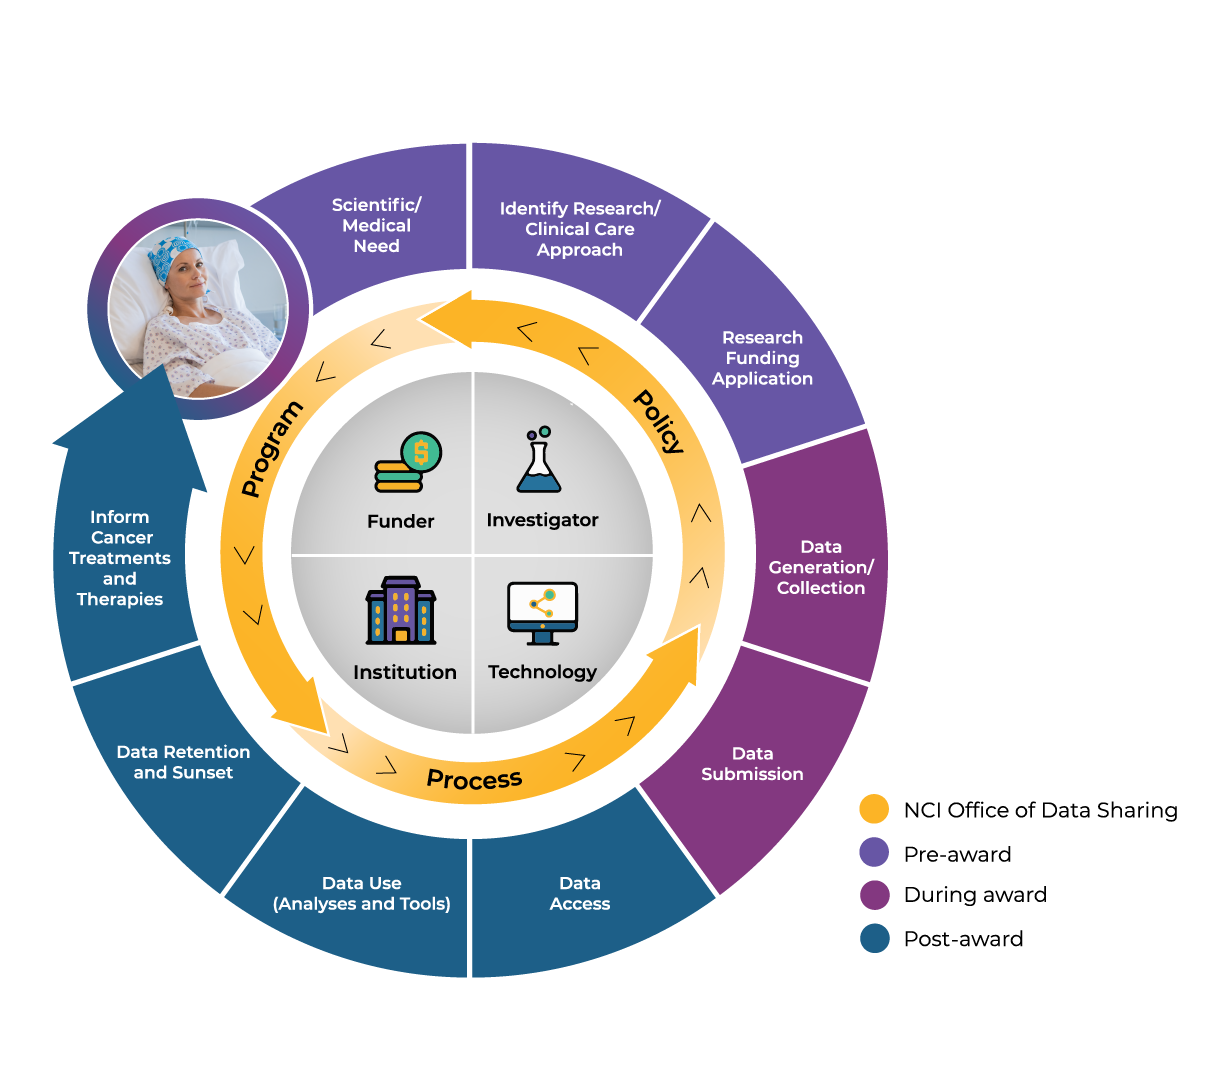 Scientific/
Medical
Need
Identify Research/
Clinical Care
Approach
Research
Funding
Application
Data
Generation/
Collection
Data
Submission
Data
Access
Data Use
(Analyses and Tools)
Data Retention
and Sunset
Inform
Cancer
Treatments
and
Therapies
Program
Policy
Process
$
Funder
Investigator
Institution
Technology
NCI Office of Data Sharing
Pre-award
During award
Post-award